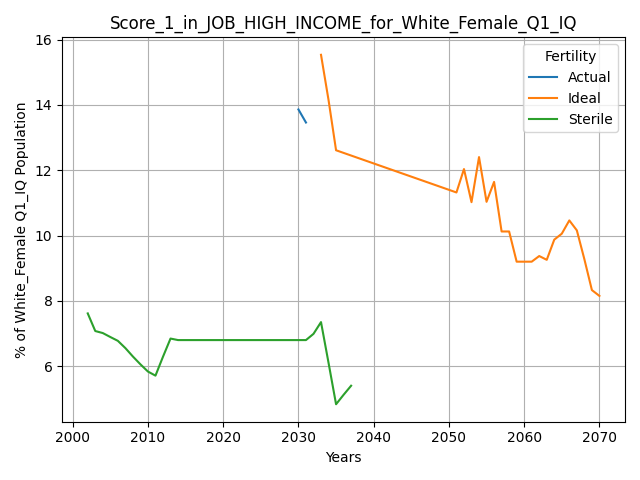 Score_1_in_JOB_HIGH_INCOME_for_White_Female_Q1_IQ
Fertility
Actual
Ideal
Sterile
% of White_Female Q1_IQ Population
16
14
12
10
8
6
2000 2010 2020 2030 2040 2050 2060 2070
Years